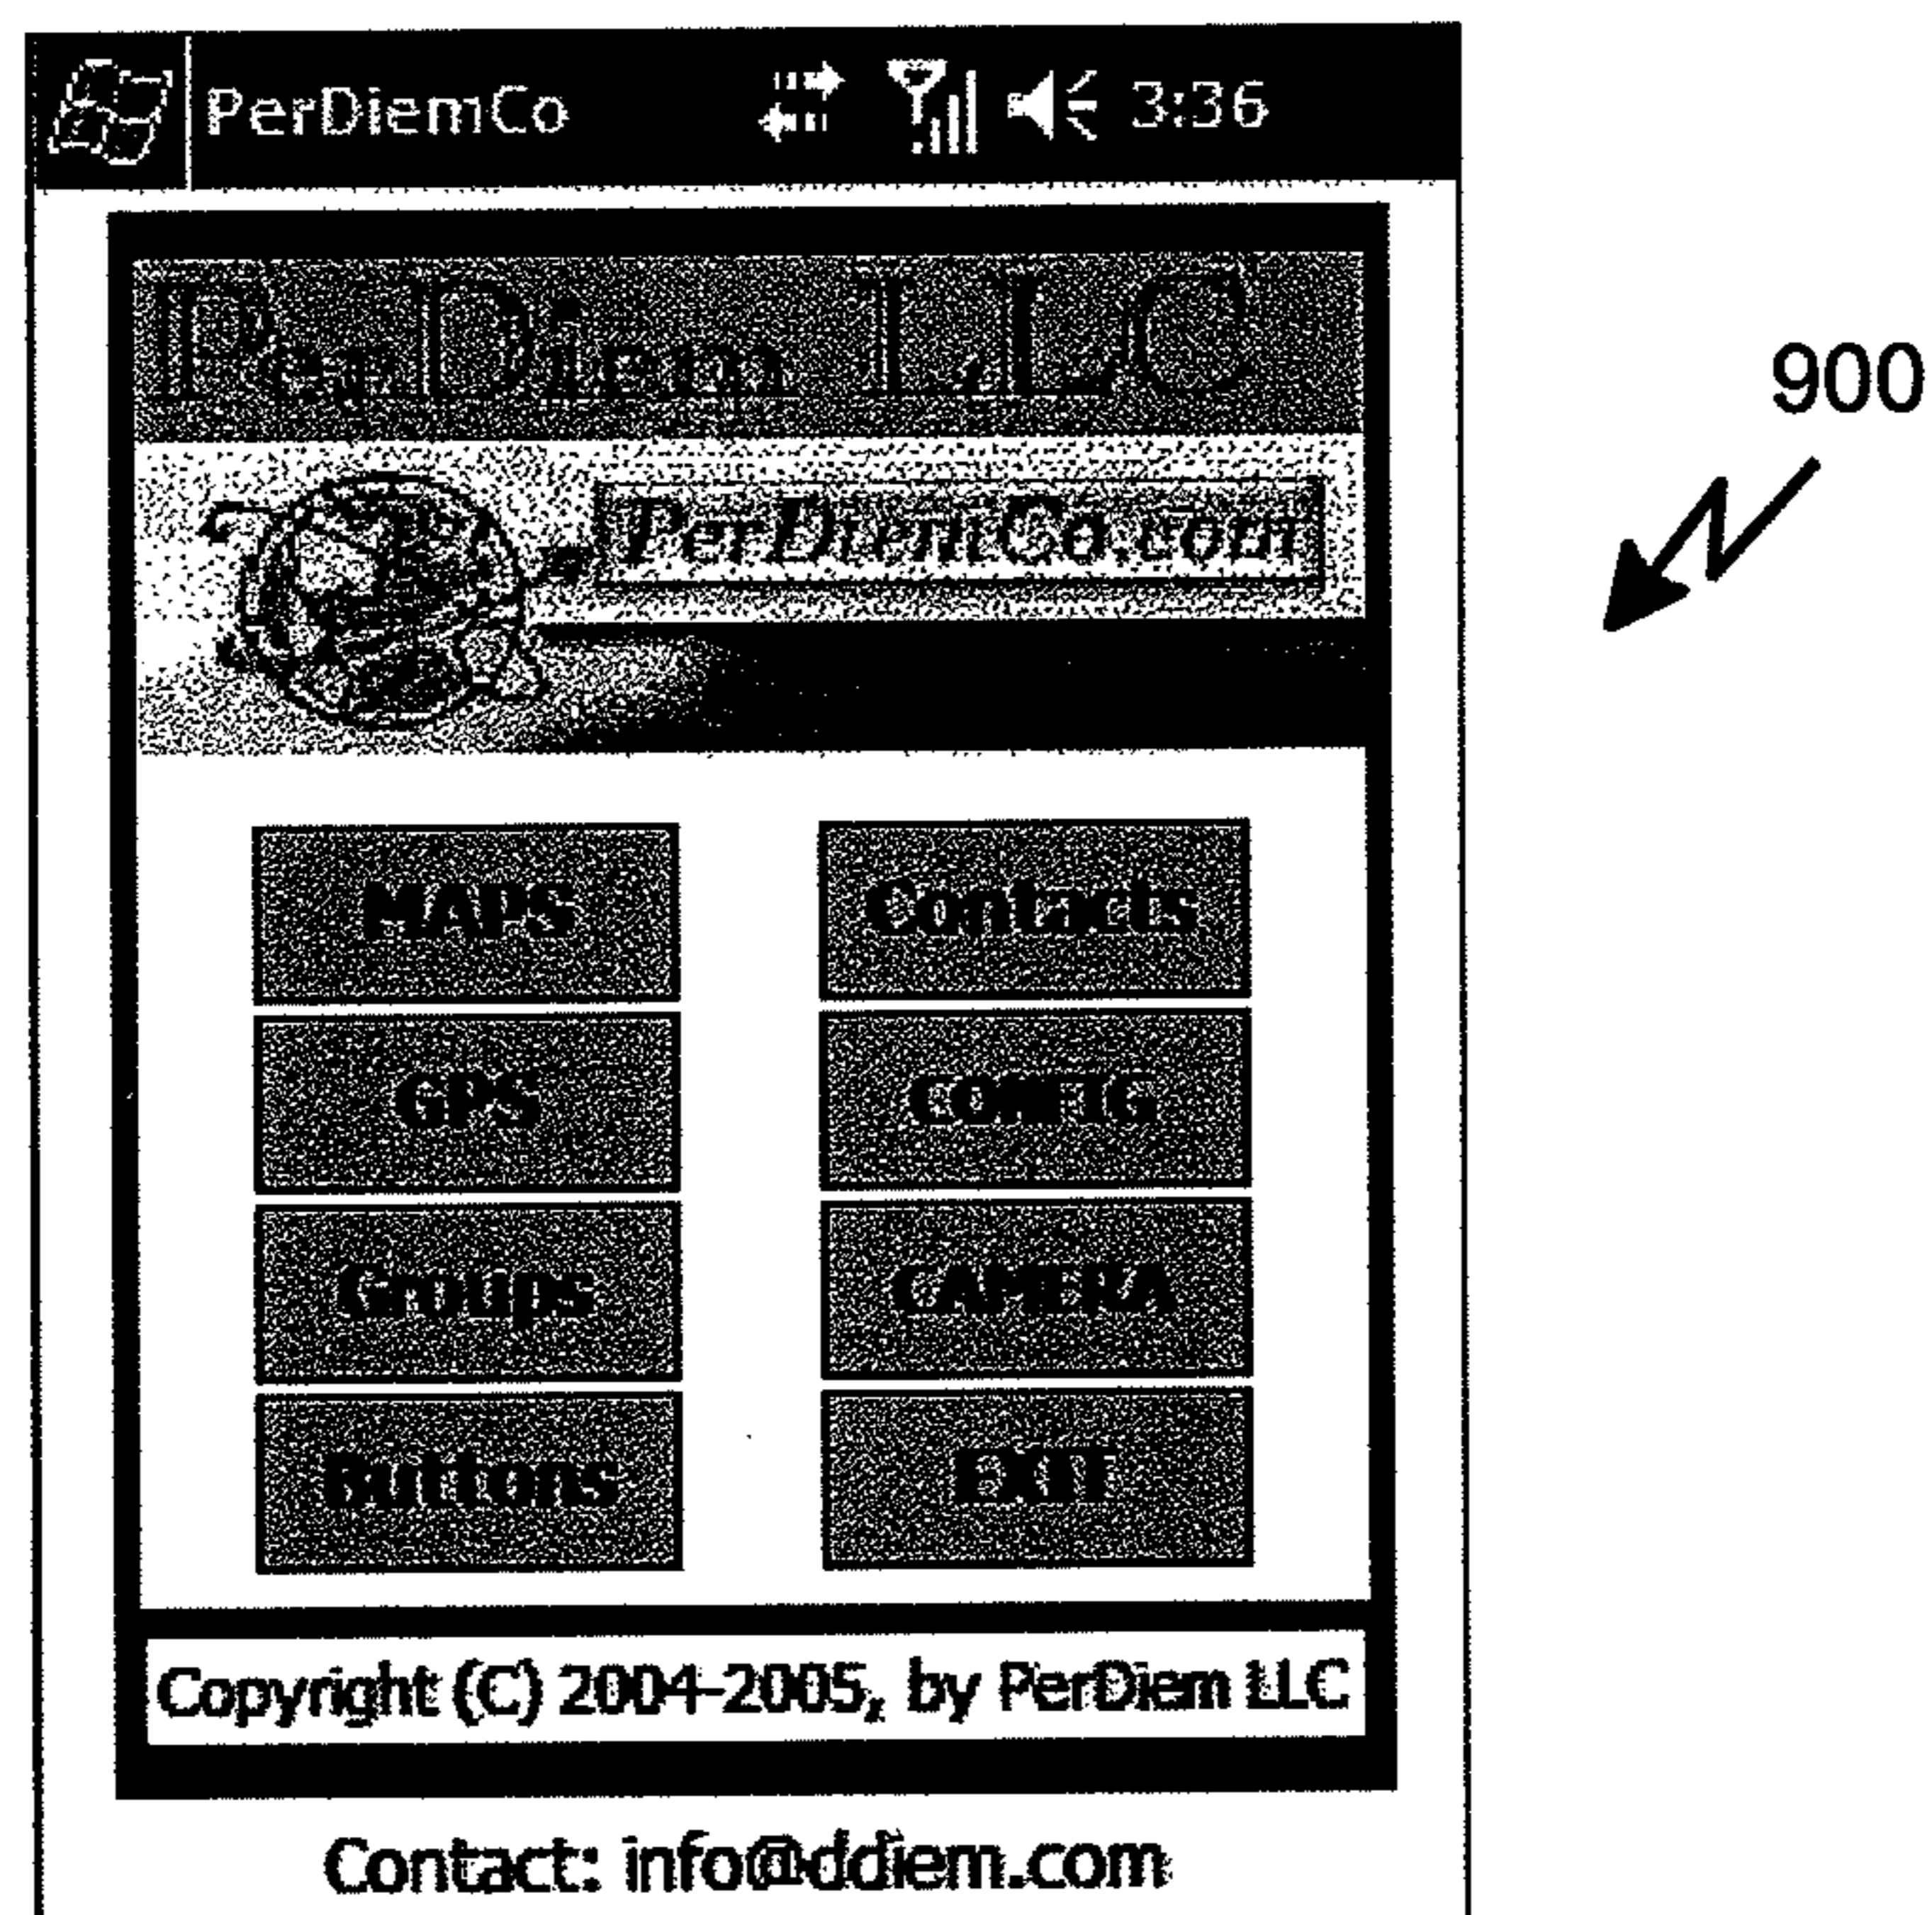 PerDiemCo 3:36
PerDiem LLC
900
PerDiemCo.com
MAPS Contacts
GPS CONFIG
Groups CAMERA
Buttons EXIT
Copyright (C) 2004-2005, by PerDiem LLC
Contact: info@ddiem.com